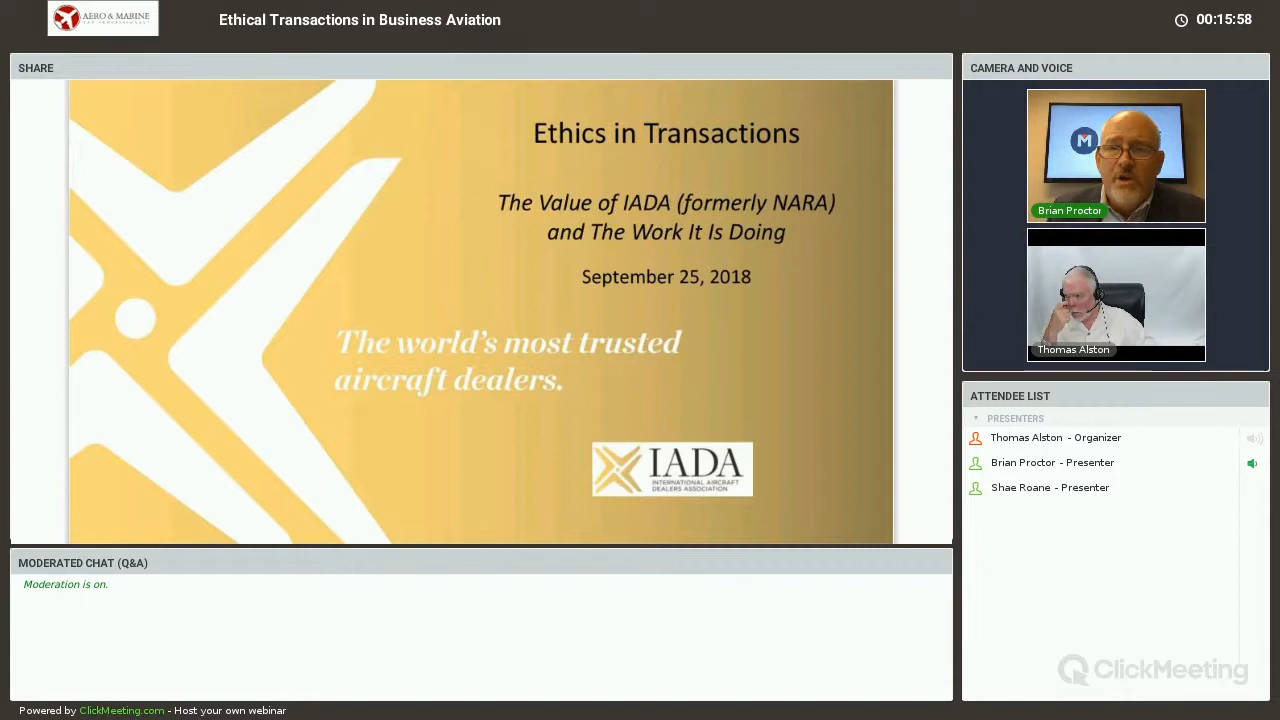 AERO & MARINE
TAX PROFESSIONALS
Ethical Transactions in Business Aviation
00:15:58
SHARE
Ethics in Transactions
The Value of IADA (formerly NARA)
and The Work It Is Doing
September 25, 2018
The world's most trusted
aircraft dealers.
IADA
INTERNATIONAL AIRCRAFT
DEALERS ASSOCIATION
CAMERA AND VOICE
M
Brian Proctor
Thomas Alston
ATTENDEE LIST
PRESENTERS
Thomas Alston - Organizer
Brian Proctor - Presenter
Shae Roane - Presenter
MODERATED CHAT (Q&A)
Moderation is on.
ClickMeeting
Powered by ClickMeeting.com - Host your own webinar